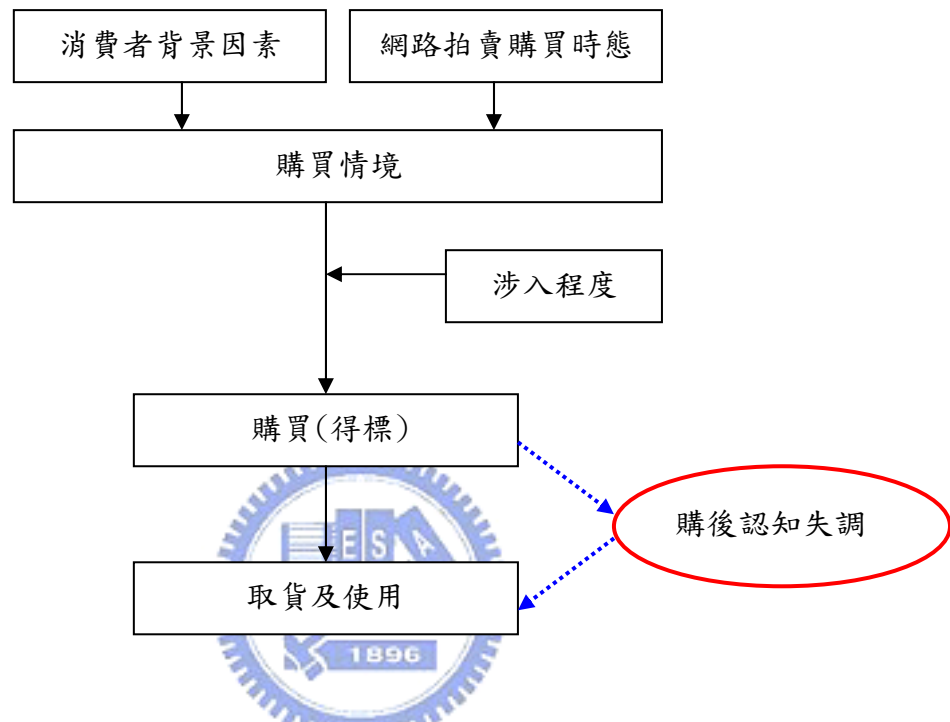 消費者背景因素
網路拍賣購買時態
購買情境
涉入程度
購買(得標)
購後認知失調
取貨及使用
ESA
1896